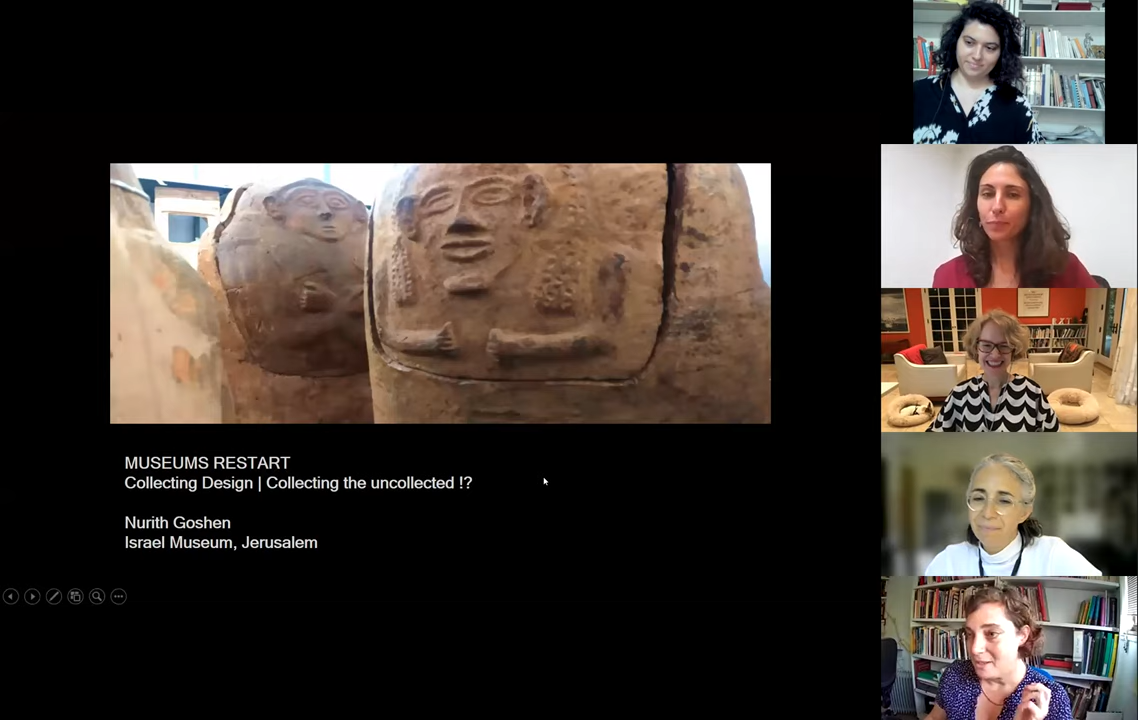 MUSEUMS RESTART
Collecting Design | Collecting the uncollected !?
Nurith Goshen
Israel Museum, Jerusalem